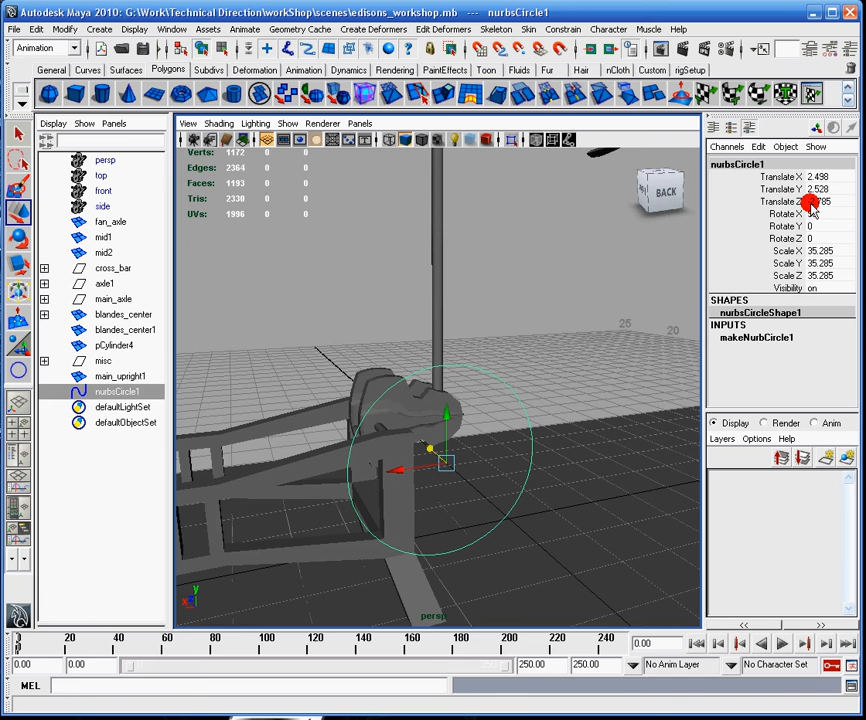 Autodesk Maya 2010: G:\Work\Technical Direction\workShop\scenes\edisons_workshop.mb --- nurbsCircle1
File Edit Modify Create Display Window Assets Animate Geometry Cache Create Deformers Edit Deformers Skeleton Skin Constrain Character Muscle Help
Animation
General Curves Surfaces Polygons Subdivs Deformation Animation Dynamics Rendering PaintEffects Toon Fluids Fur Hair nCloth Custom rigSetup
Display Show Panels
View Shading Lighting Show Renderer Panels
Channels Edit Object Show
persp
top
front
side
fan_axle
mid1
mid2
cross_bar
axle1
main_axle
blandes_center
blandes_center1
pCylinder4
misc
main_upright1
nurbsCircle1
defaultLightSet
defaultObjectSet
Verts: 1172 0 0
Edges: 2364 0 0
Faces: 1193 0 0
Tris: 2330 0 0
UVs: 1996 0 0
BACK
25 20
persp
nurbsCircle1
Translate X 2.498
Translate Y 2.528
Translate Z
Rotate X
Rotate Y 0
Rotate Z 0
Scale X 35.285
Scale Y 35.285
Scale Z 35.285
Visibility on
SHAPES
nurbsCircleShape1
INPUTS
makeNurbCircle1
Display Render Anim
Layers Options Help
0 20 40 60 80 100 120 140 160 180 200 220 240
0.00
0.00 0.00 250.00 250.00 No Anim Layer No Character Set
MEL